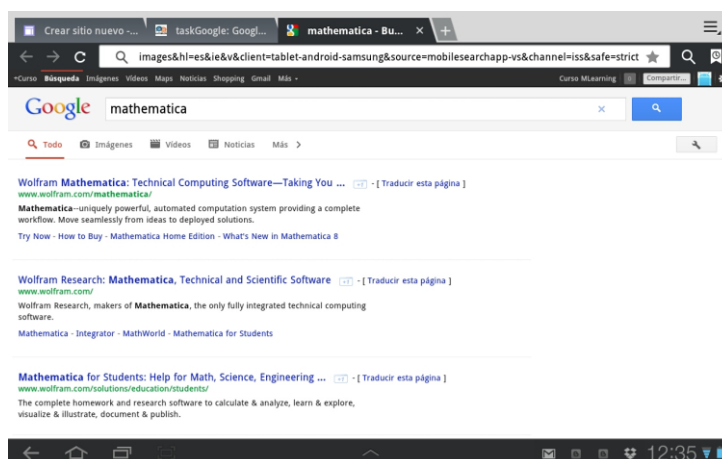 Crear sitio nuevo -...
taskGoogle: Googl...
mathematica - Bu...
images&hl=es&ie&v&client=tablet-android-samsung&source=mobilesearchapp-vs&channel=iss&safe=strict
+Curso Búsqueda Imágenes Vídeos Maps Noticias Shopping Gmail Más
Curso MLearning 0 Compartir...
Google mathematica
Todo Imágenes Vídeos Noticias Más
Wolfram Mathematica: Technical Computing Software—Taking You ... +1 - [ Traducir esta página ]
www.wolfram.com/mathematica/
Mathematica--uniquely powerful, automated computation system providing a complete
workflow. Move seamlessly from ideas to deployed solutions.
Try Now - How to Buy - Mathematica Home Edition - What's New in Mathematica 8
Wolfram Research: Mathematica, Technical and Scientific Software +1 - [ Traducir esta página ]
www.wolfram.com/
Wolfram Research, makers of Mathematica, the only fully integrated technical computing
software.
Mathematica - Integrator - MathWorld - Mathematica for Students
Mathematica for Students: Help for Math, Science, Engineering ... +1 - [ Traducir esta página ]
www.wolfram.com/solutions/education/students/
The complete homework and research software to calculate & analyze, learn & explore,
visualize & illustrate, document & publish.
12:35